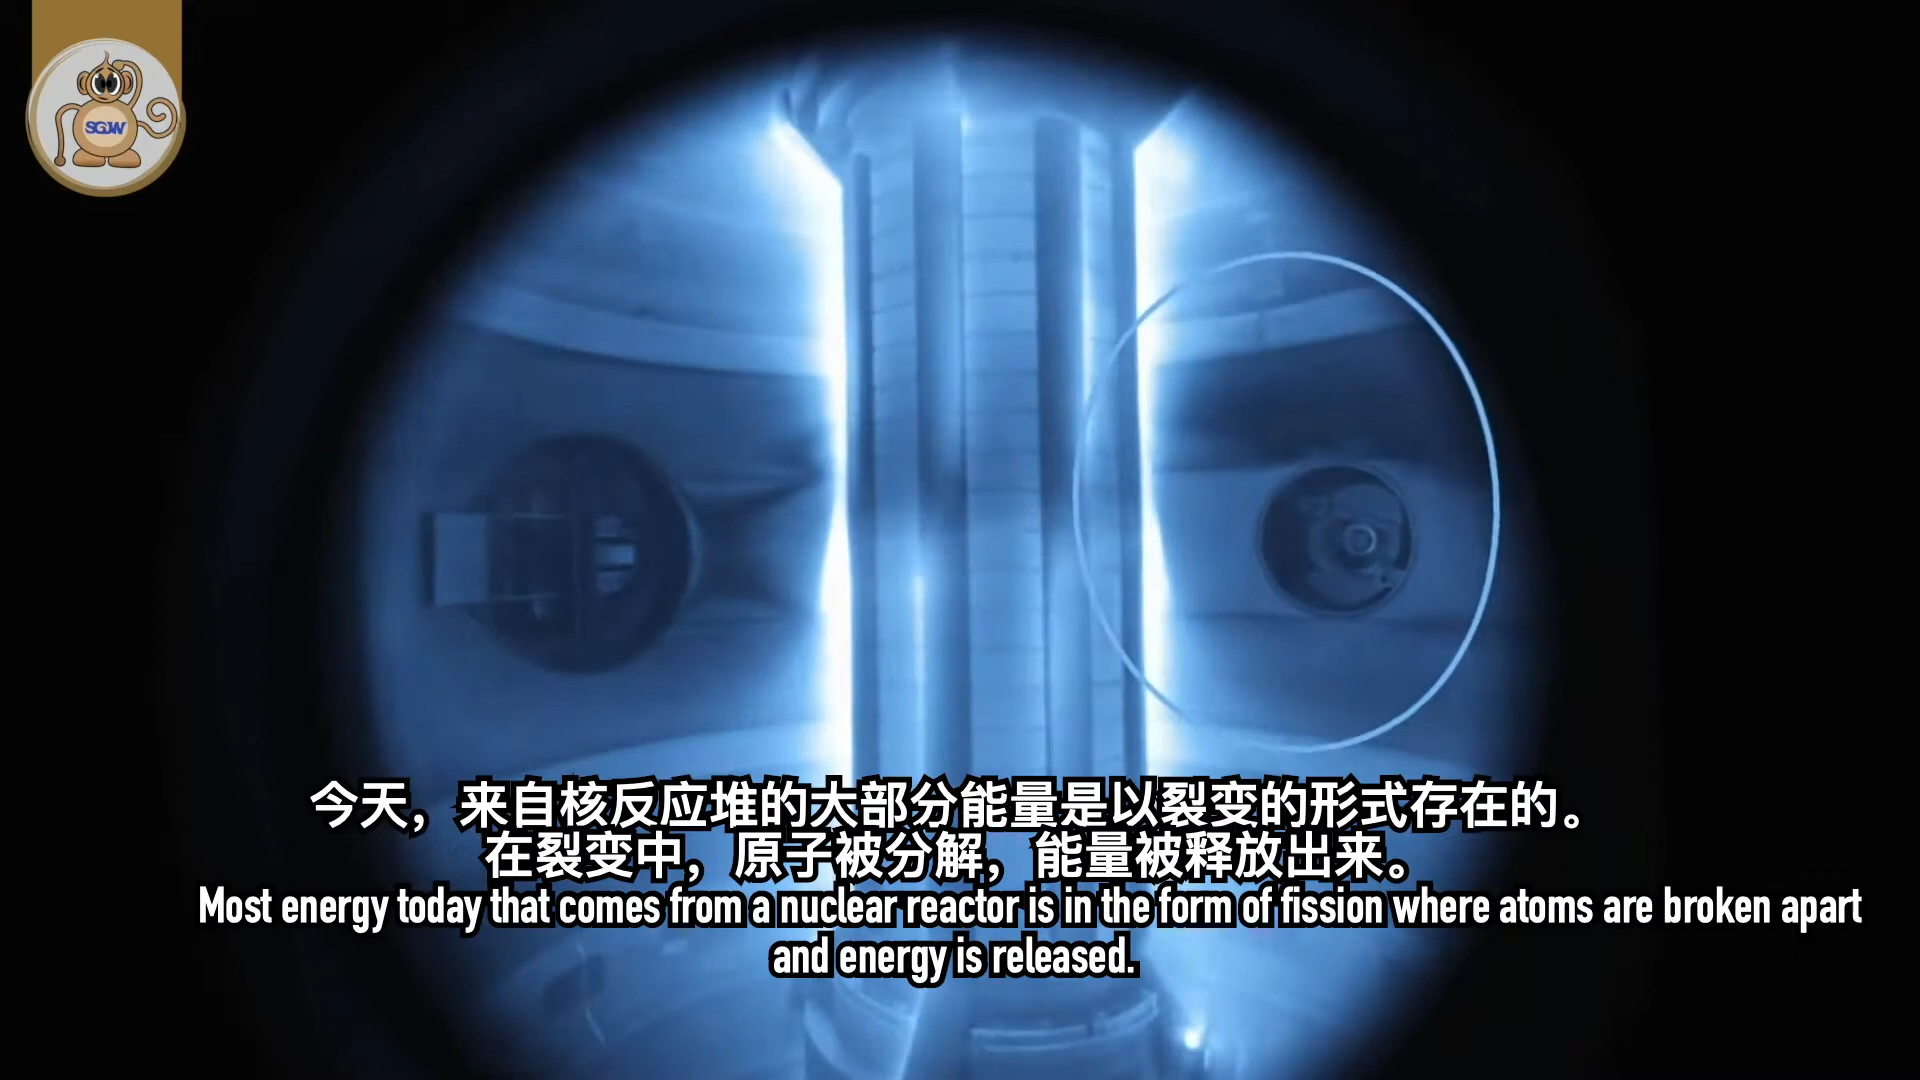 SGJW
今天，来自核反应堆的大部分能量是以裂变的形式存在的。
在裂变中，原子被分解，能量被释放出来。
Most energy today that comes from a nuclear reactor is in the form of fission where atoms are broken apart
and energy is released.